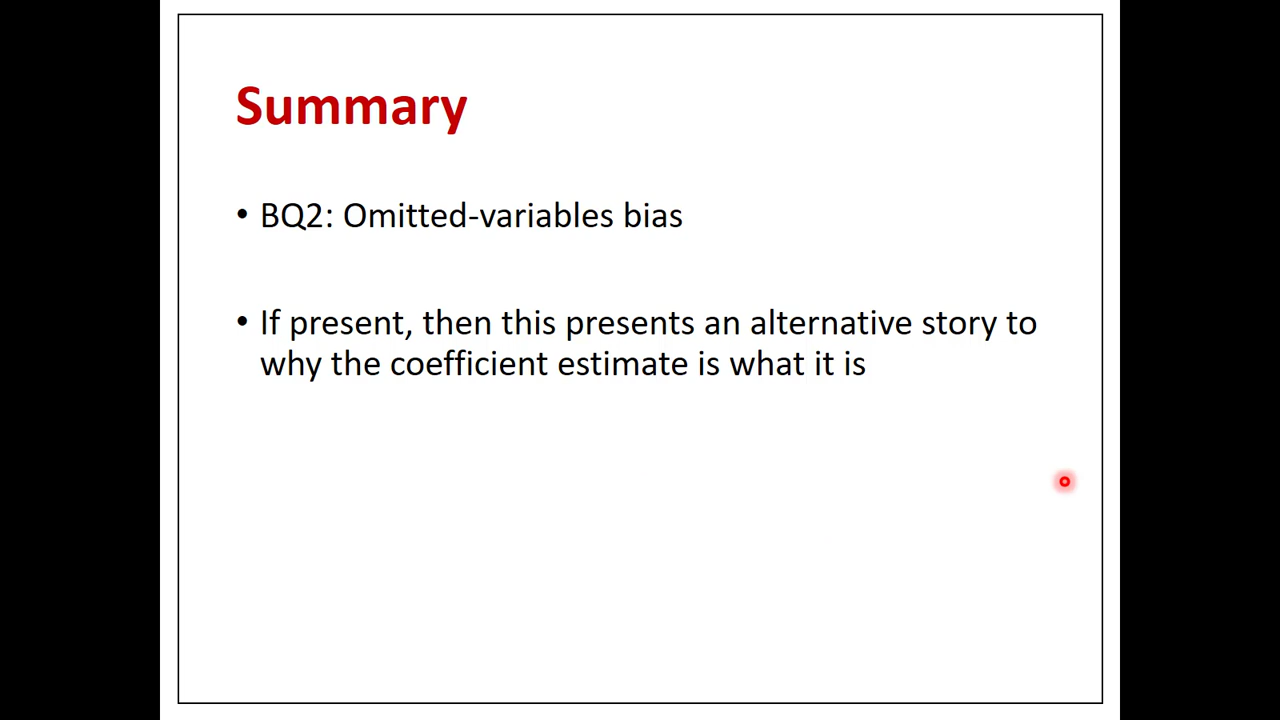 Summary
• BQ2: Omitted-variables bias
• If present, then this presents an alternative story to
why the coefficient estimate is what it is